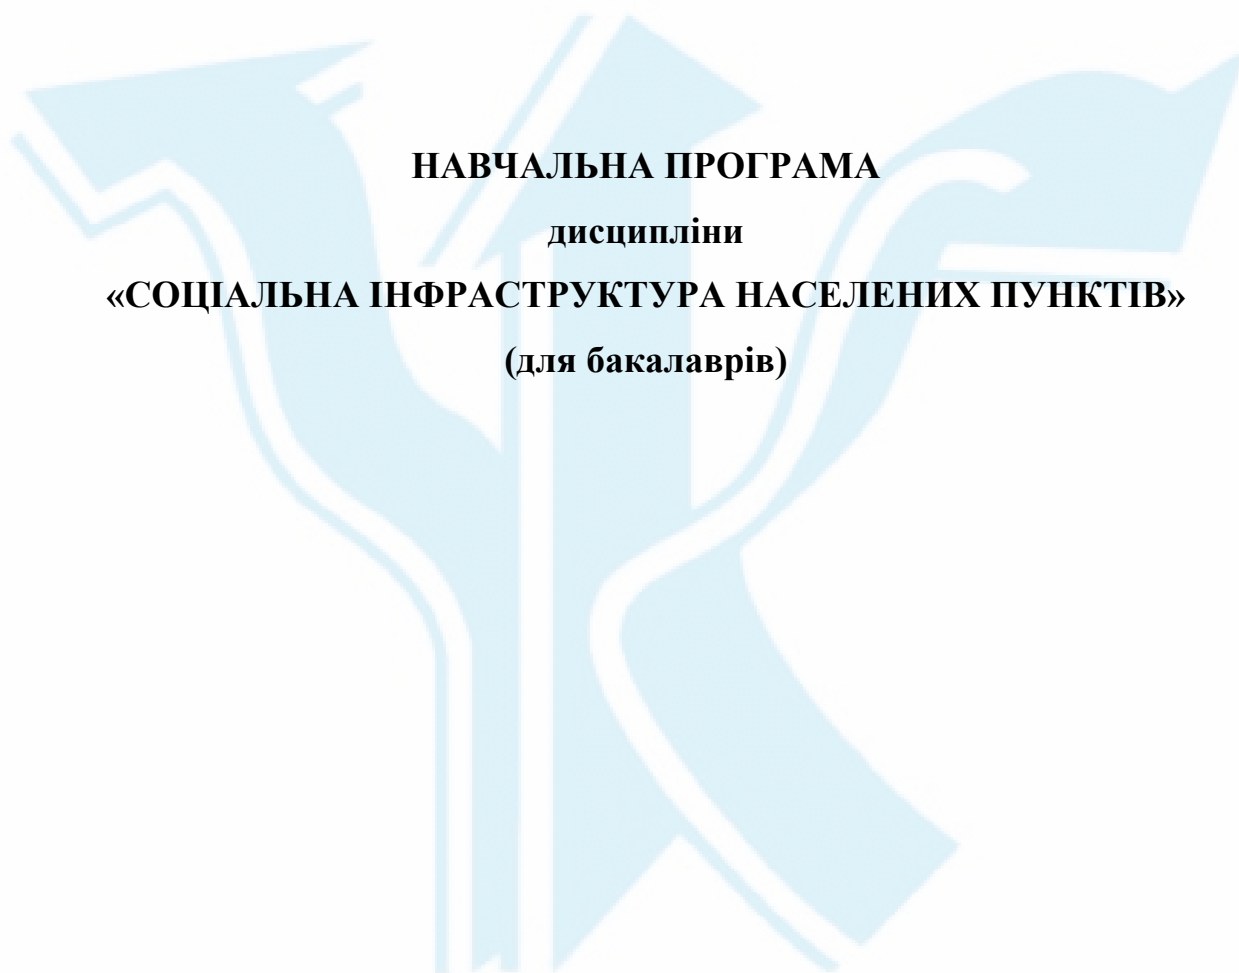 НАВЧАЛЬНА ПРОГРАМА
дисципліни
«СОЦІАЛЬНА ІНФРАСТРУКТУРА НАСЕЛЕНИХ ПУНКТІВ»
(для бакалаврів)